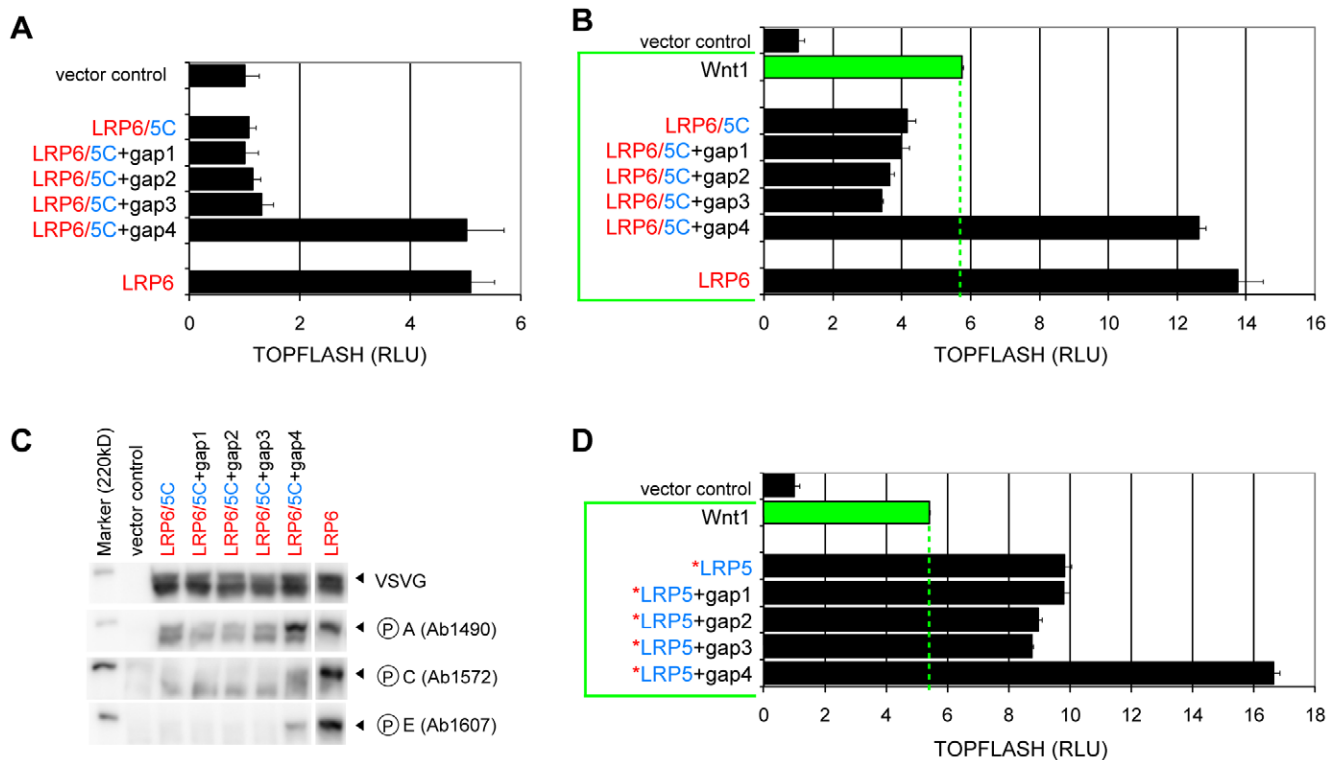 A
vector control
LRP6/5C
LRP6/5C+gap1
LRP6/5C+gap2
LRP6/5C+gap3
LRP6/5C+gap4
LRP6
0 2 4 6
TOPFLASH (RLU)
B
vector control
Wnt1
LRP6/5C
LRP6/5C+gap1
LRP6/5C+gap2
LRP6/5C+gap3
LRP6/5C+gap4
LRP6
0 2 4 6 8 10 12 14 16
TOPFLASH (RLU)
C
Marker (220kD)
vector control
LRP6/5C
LRP6/5C+gap1
LRP6/5C+gap2
LRP6/5C+gap3
LRP6/5C+gap4
LRP6
VSVG
Ⓟ A (Ab1490)
Ⓟ C (Ab1572)
Ⓟ E (Ab1607)
D
vector control
Wnt1
*LRP5
*LRP5+gap1
*LRP5+gap2
*LRP5+gap3
*LRP5+gap4
0 2 4 6 8 10 12 14 16 18
TOPFLASH (RLU)